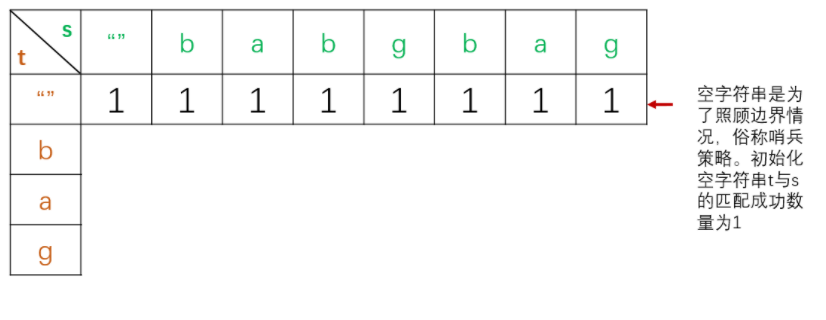 s
t
“” b a b g b a g
“” 1 1 1 1 1 1 1 1
b
a
g
空字符串是为
了照顾边界情
况，俗称哨兵
策略。初始化
空字符串t与s
的匹配成功数
量为1